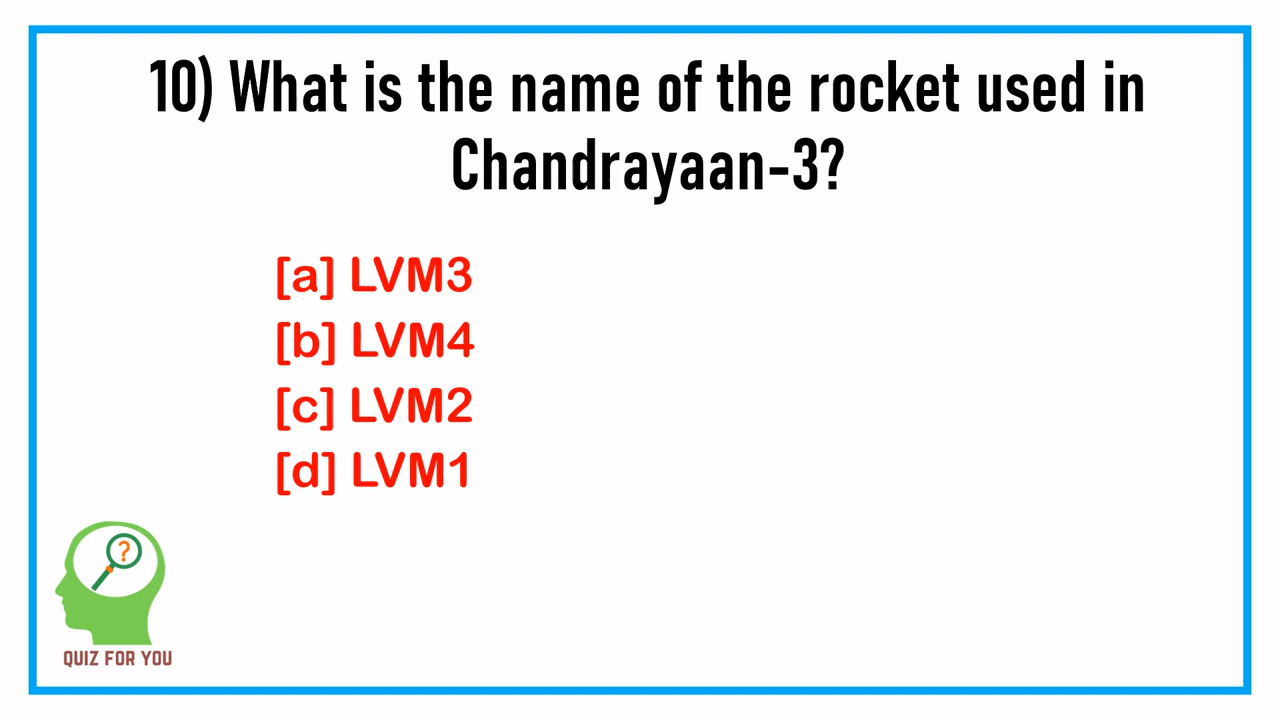 10) What is the name of the rocket used in
Chandrayaan-3?
[a] LVM3
[b] LVM4
[c] LVM2
[d] LVM1
?
QUIZ FOR YOU